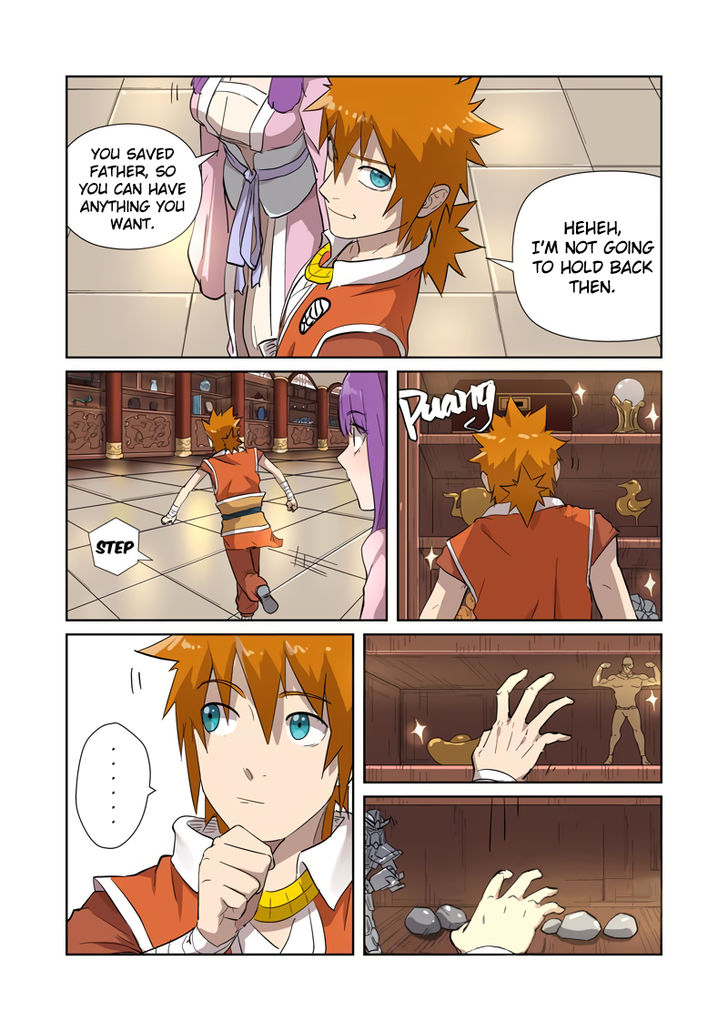 YOU SAVED
FATHER, SO
YOU CAN HAVE
ANYTHING YOU
WANT.
HEHEH,
I'M NOT GOING
TO HOLD BACK
THEN.
STEP
Puang
......